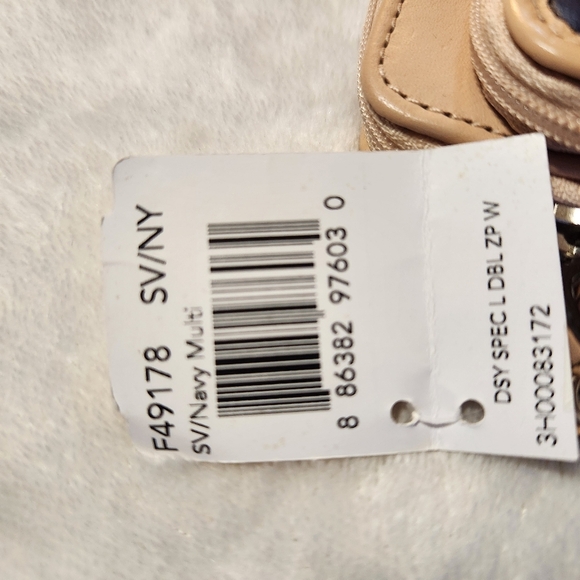 F49178 SV/NY
SV/Navy Multi
8 86382 97603 0
DSY SPEC L DBL ZP W
3H00083172